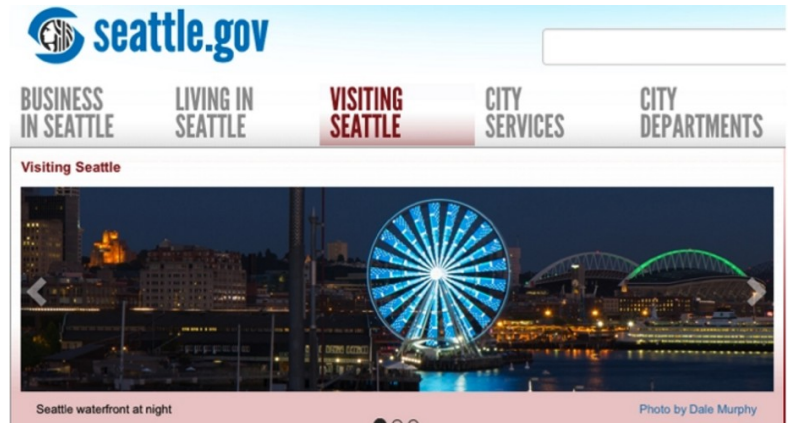 seattle.gov
BUSINESS
IN SEATTLE
LIVING IN
SEATTLE
VISITING
SEATTLE
CITY
SERVICES
CITY
DEPARTMENTS
Visiting Seattle
Seattle waterfront at night
Photo by Dale Murphy